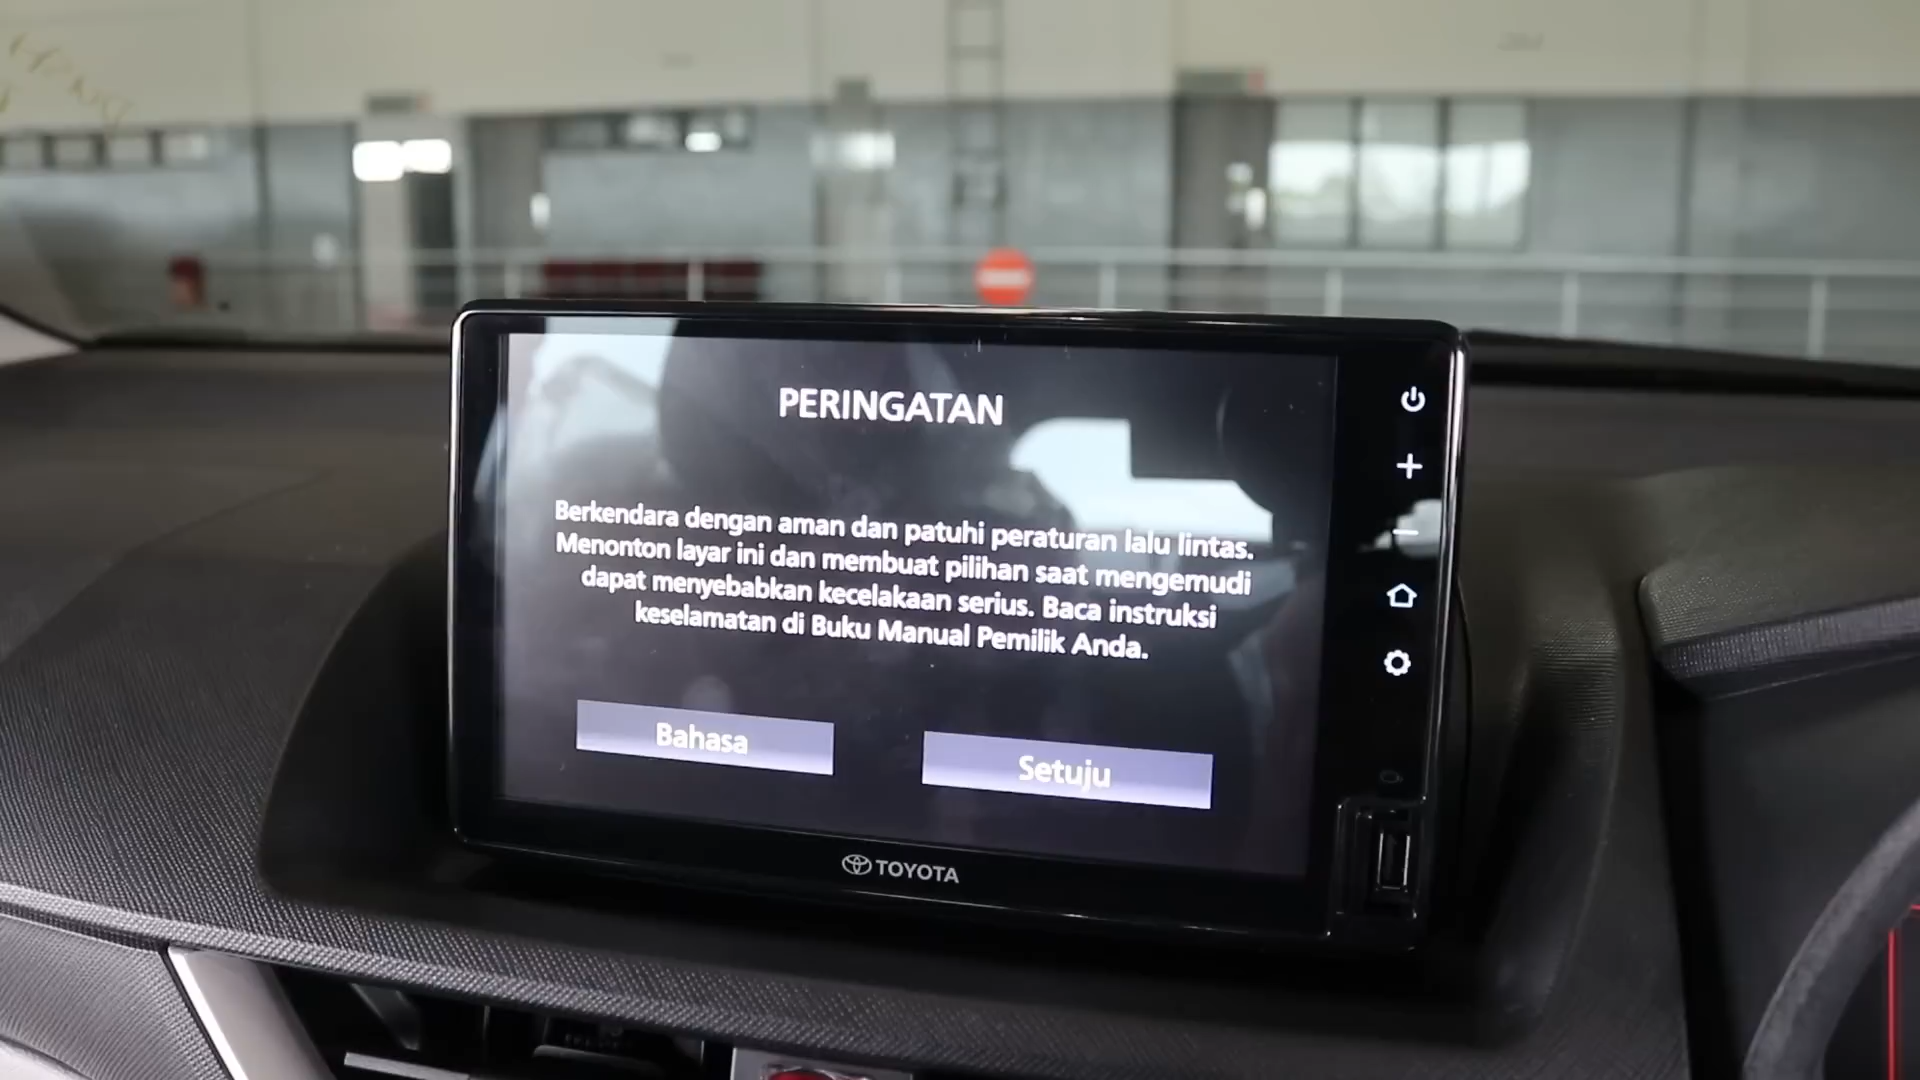 PERINGATAN
Berkendara dengan aman dan patuhi peraturan lalu lintas.
Menonton layar ini dan membuat pilihan saat mengemudi
dapat menyebabkan kecelakaan serius. Baca instruksi
keselamatan di Buku Manual Pemilik Anda.
Bahasa
Setuju
TOYOTA